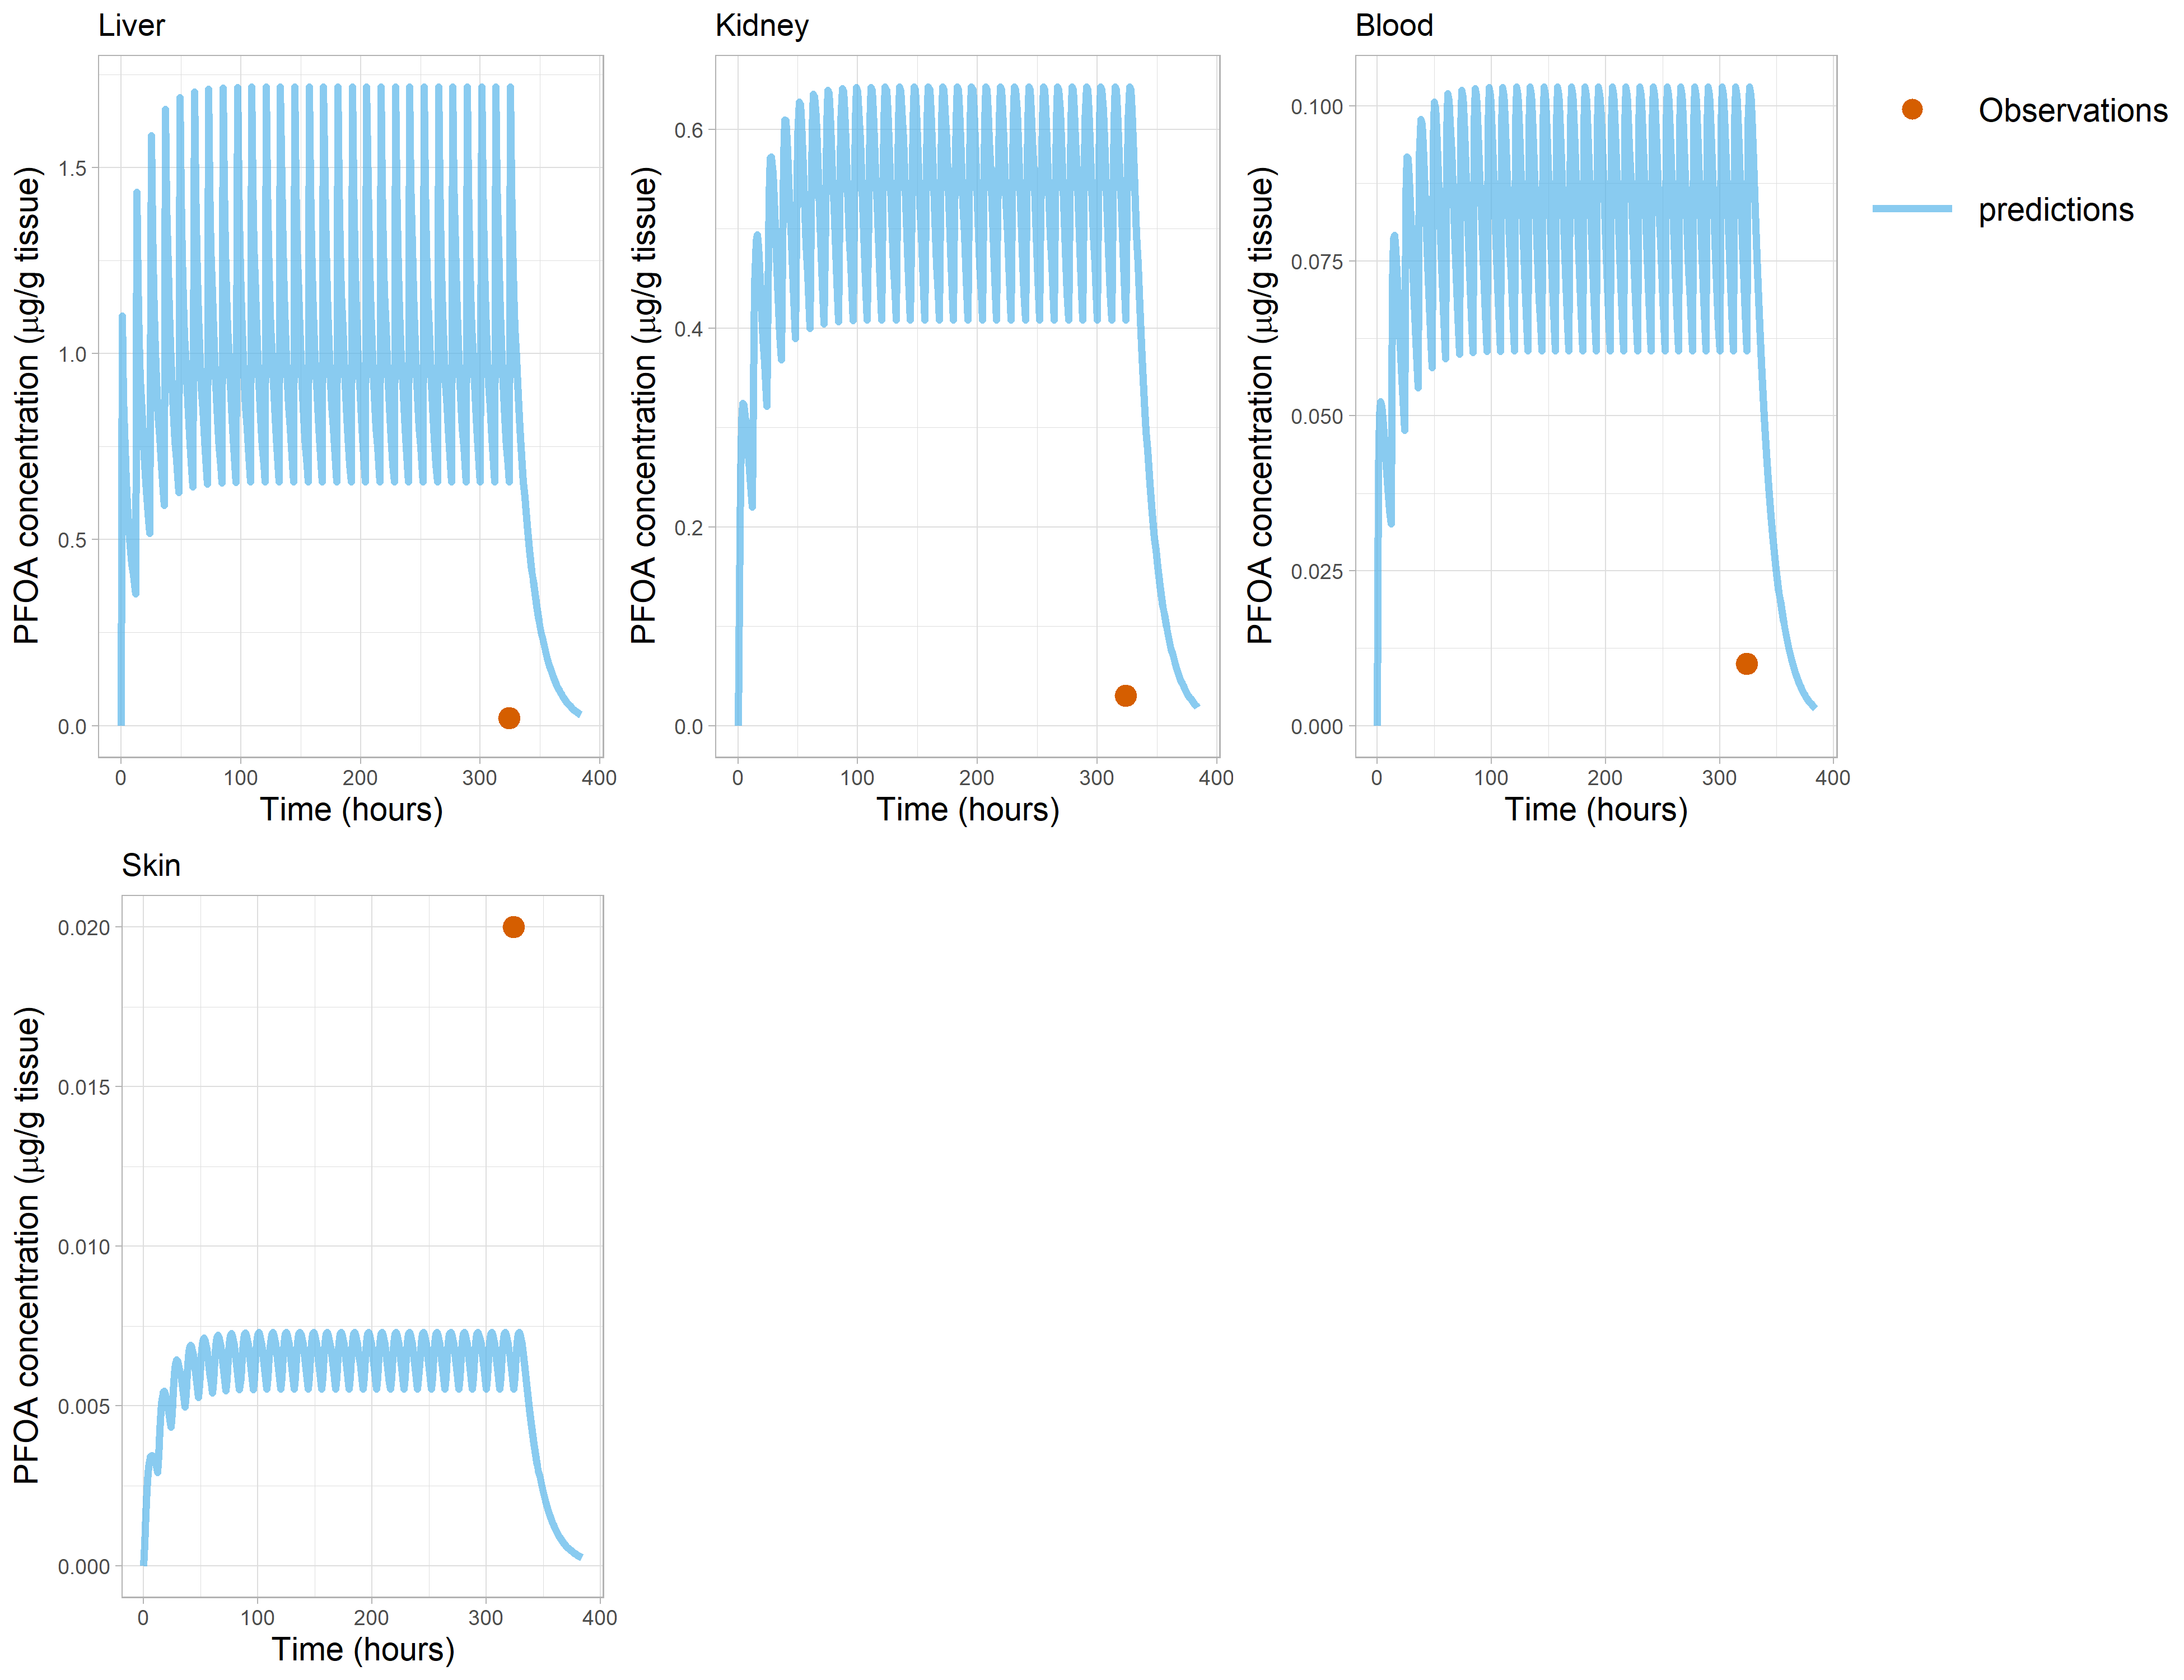 Liver
PFOA concentration (µg/g tissue)
1.5
1.0
0.5
0.0
0 100 200 300 400
Time (hours)
Kidney
PFOA concentration (µg/g tissue)
0.6
0.4
0.2
0.0
0 100 200 300 400
Time (hours)
Blood
PFOA concentration (µg/g tissue)
0.100
0.075
0.050
0.025
0.000
0 100 200 300 400
Time (hours)
Observations
predictions
Skin
PFOA concentration (µg/g tissue)
0.020
0.015
0.010
0.005
0.000
0 100 200 300 400
Time (hours)